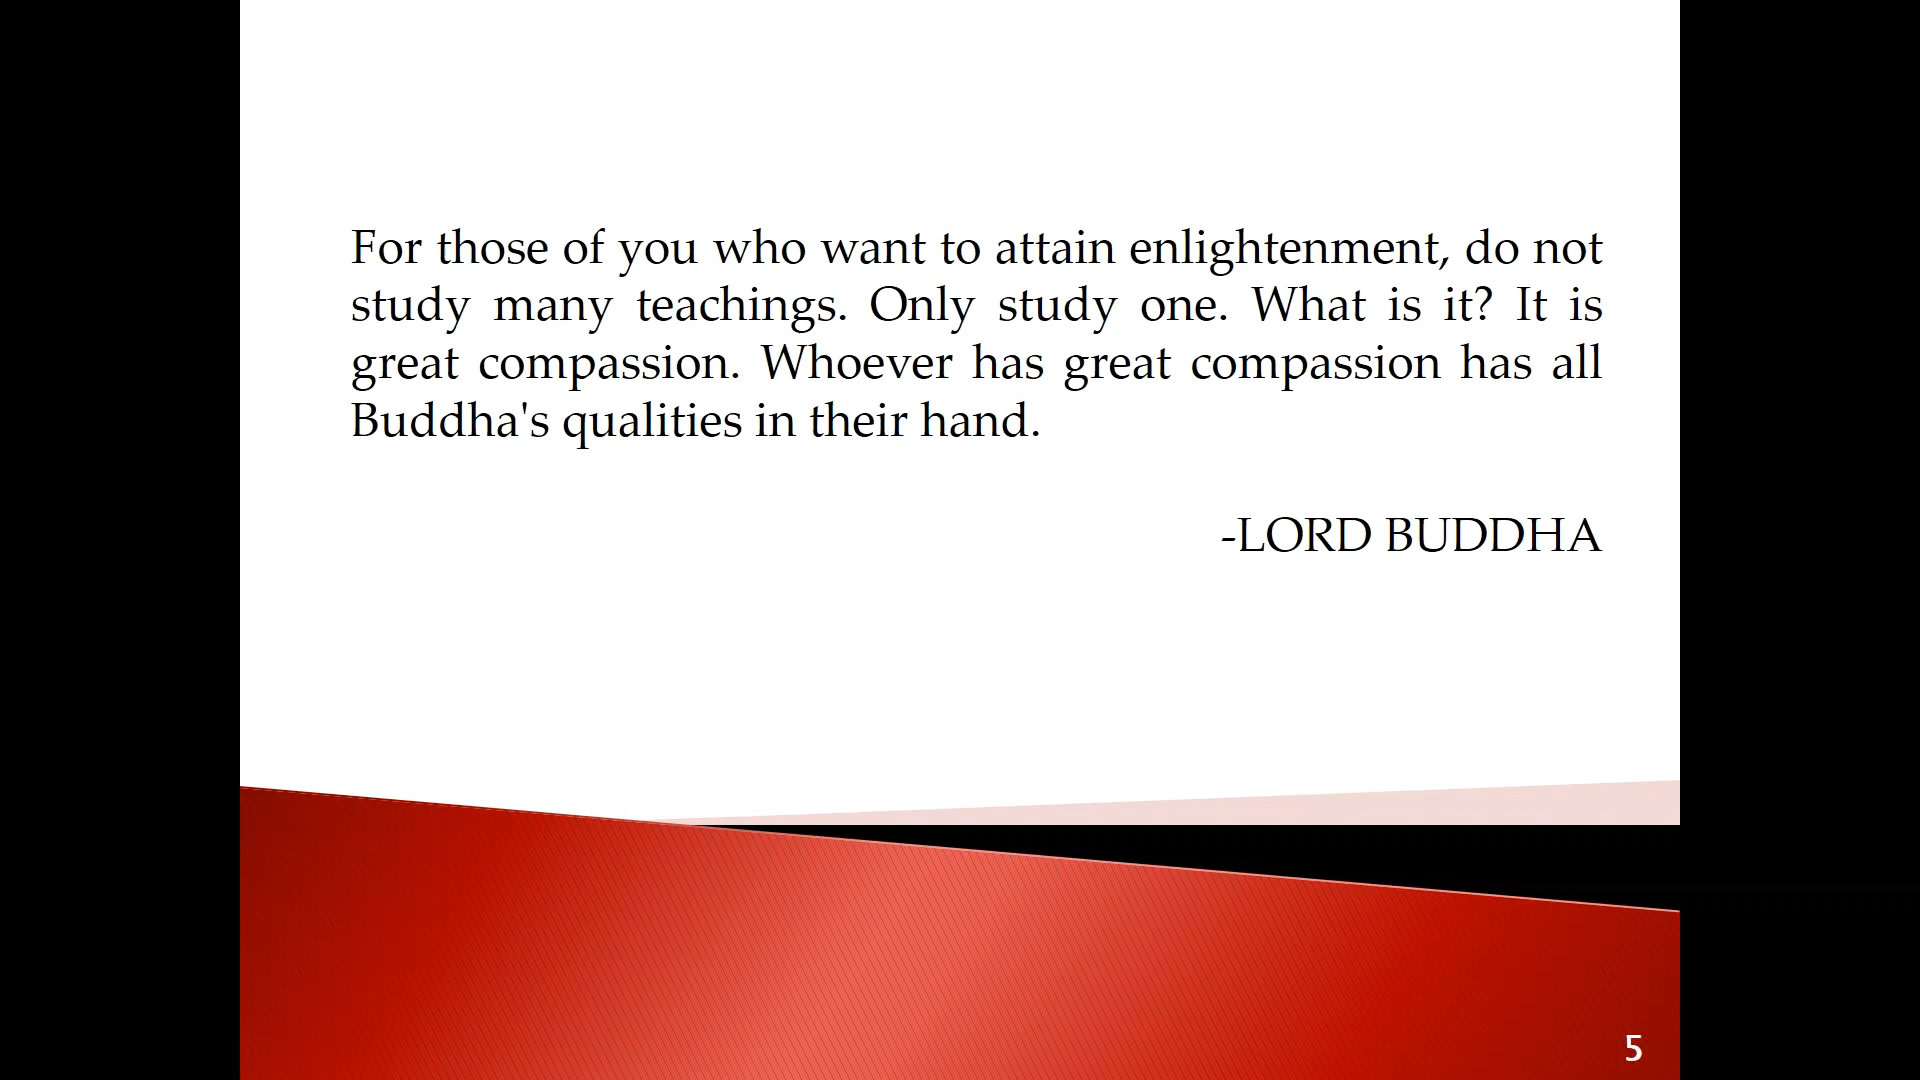 For those of you who want to attain enlightenment, do not
study many teachings. Only study one. What is it? It is
great compassion. Whoever has great compassion has all
Buddha's qualities in their hand.
-LORD BUDDHA
5